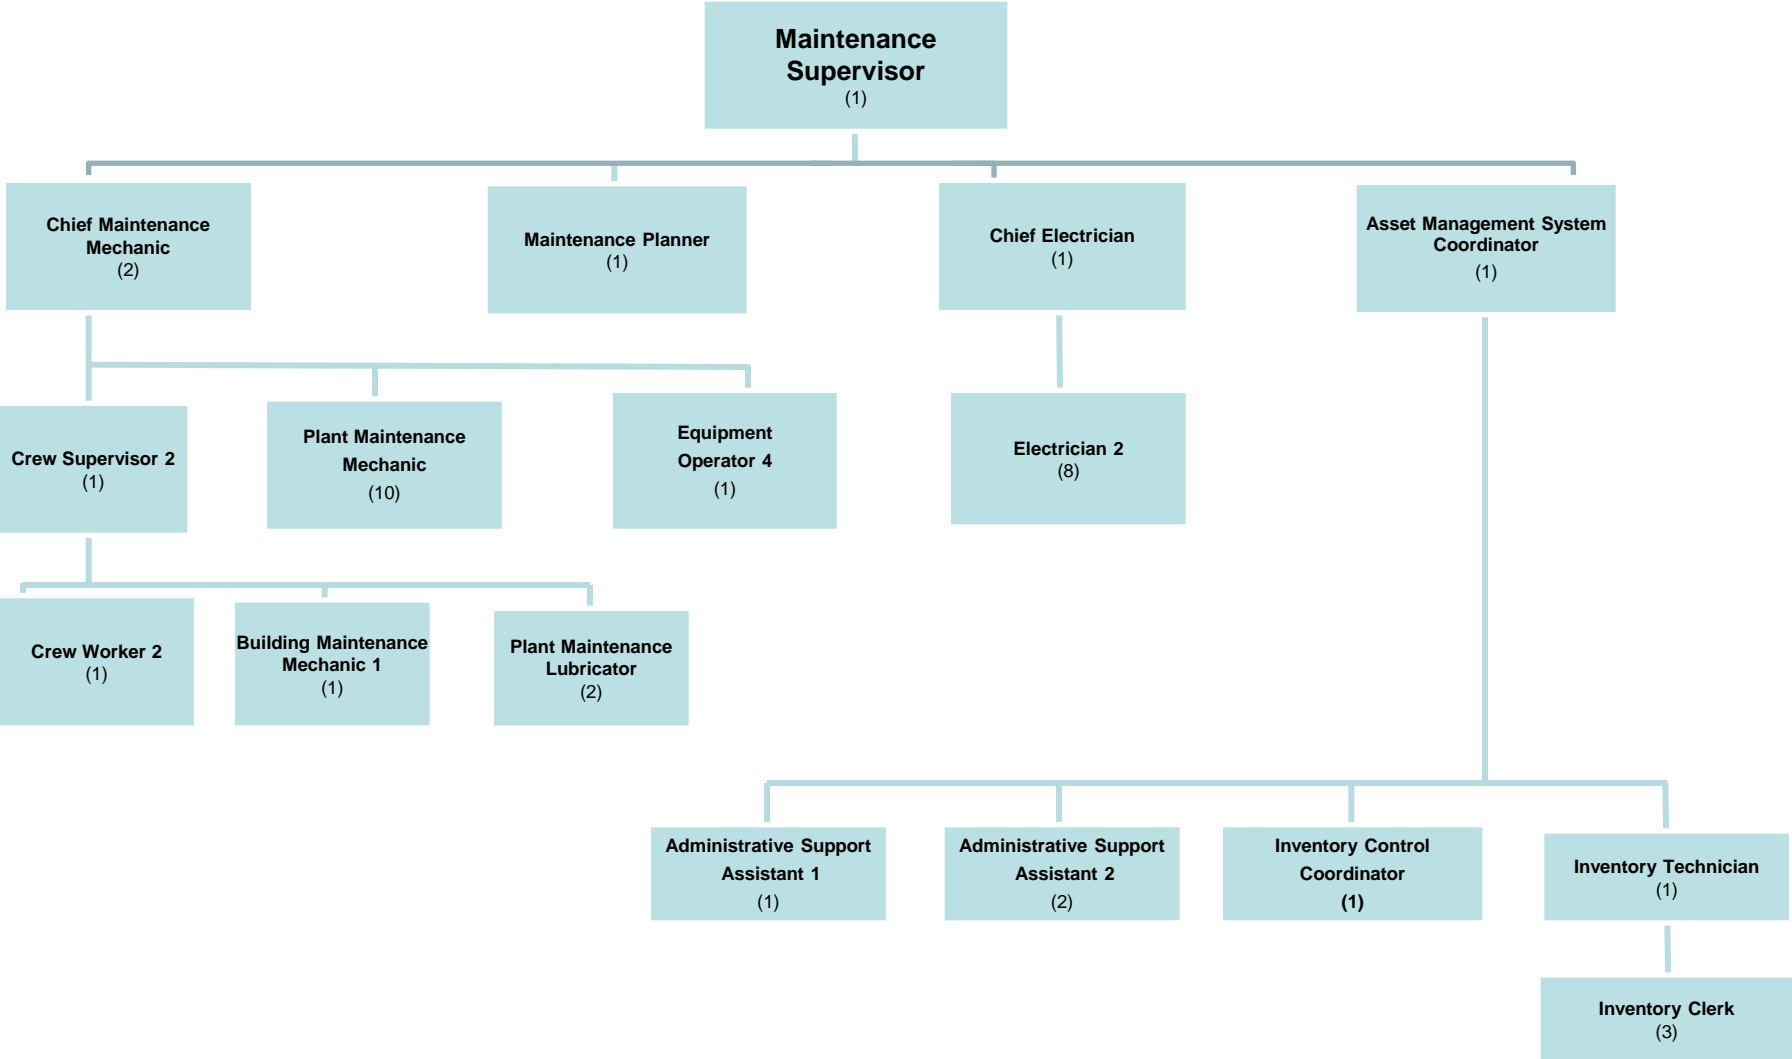 Maintenance
Supervisor
(1)
Chief Maintenance
Mechanic
(2)
Maintenance Planner
(1)
Chief Electrician
(1)
Asset Management System
Coordinator
(1)
Crew Supervisor 2
(1)
Plant Maintenance
Mechanic
(10)
Equipment
Operator 4
(1)
Electrician 2
(8)
Crew Worker 2
(1)
Building Maintenance
Mechanic 1
(1)
Plant Maintenance
Lubricator
(2)
Administrative Support
Assistant 1
(1)
Administrative Support
Assistant 2
(2)
Inventory Control
Coordinator
(1)
Inventory Technician
(1)
Inventory Clerk
(3)